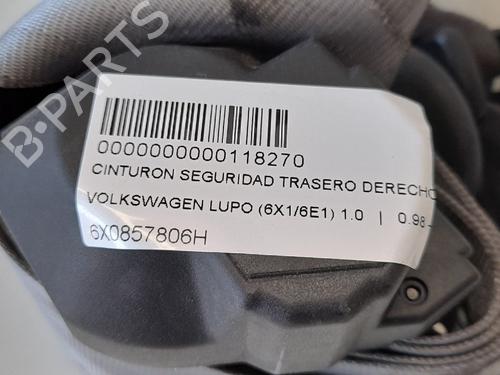 B-PARTS
0000000000118270
CINTURON SEGURIDAD TRASERO DERECHO
VOLKSWAGEN LUPO (6X1/6E1) 1.0 | 0.98 -
6X0857806H